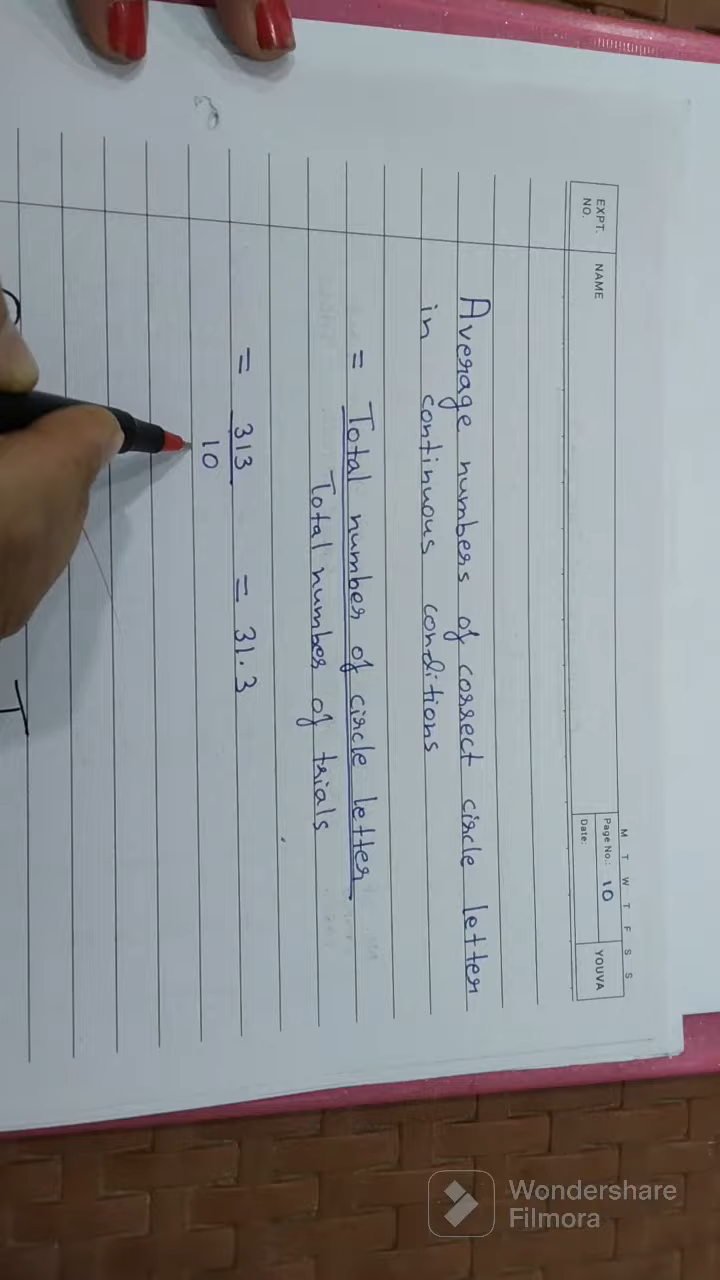 M T W T F S S
EXPT. NO.
NAME
Page No.: 10
Date:
YOUVA
Average numbers of correct circle letter
in continuous conditions
= Total number of circle letter
Total number of trials
= 313 = 31.3
10
Wondershare
Filmora